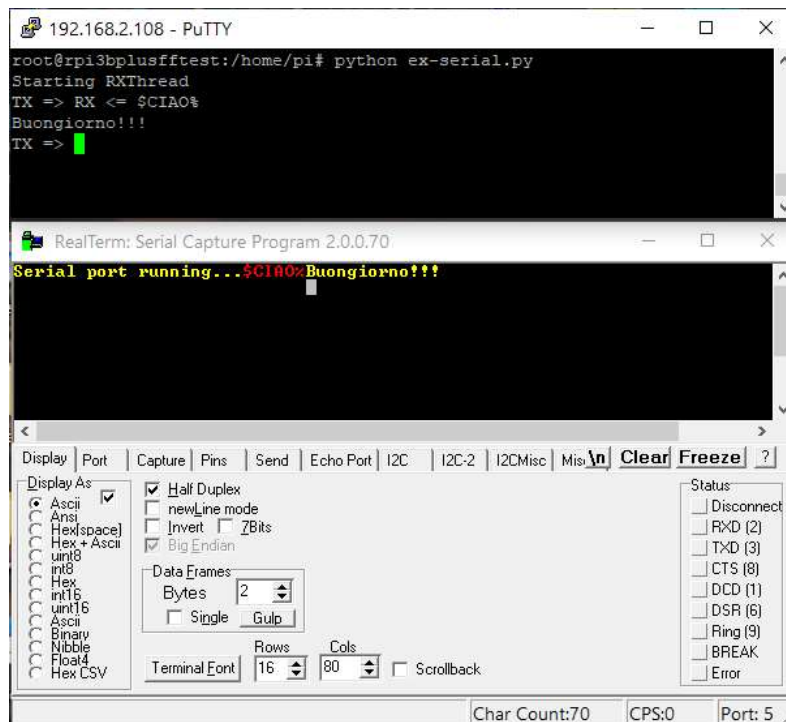 192.168.2.108 - PuTTY
root@rpi3bplusfftest:/home/pi# python ex-serial.py
Starting RXThread
TX => RX <= $CIAO%
Buongiorno!!!
TX =>
RealTerm: Serial Capture Program 2.0.0.70
Serial port running...$CIAO%Buongiorno!!!
Display Port Capture Pins Send Echo Port I2C I2C-2 I2CMisc Mis \n Clear Freeze ?
Display As
Ascii
Ansi
Hex[space]
Hex + Ascii
uint8
int8
Hex
int16
uint16
Ascii
Binary
Nibble
Float4
Hex CSV
Half Duplex
newLine mode
Invert 7Bits
Big Endian
Data Frames
Bytes 2
Single Gulp
Rows Cols
Terminal Font 16 80 Scrollback
Status
Disconnect
RXD (2)
TXD (3)
CTS (8)
DCD (1)
DSR (6)
Ring (9)
BREAK
Error
Char Count:70 CPS:0 Port: 5